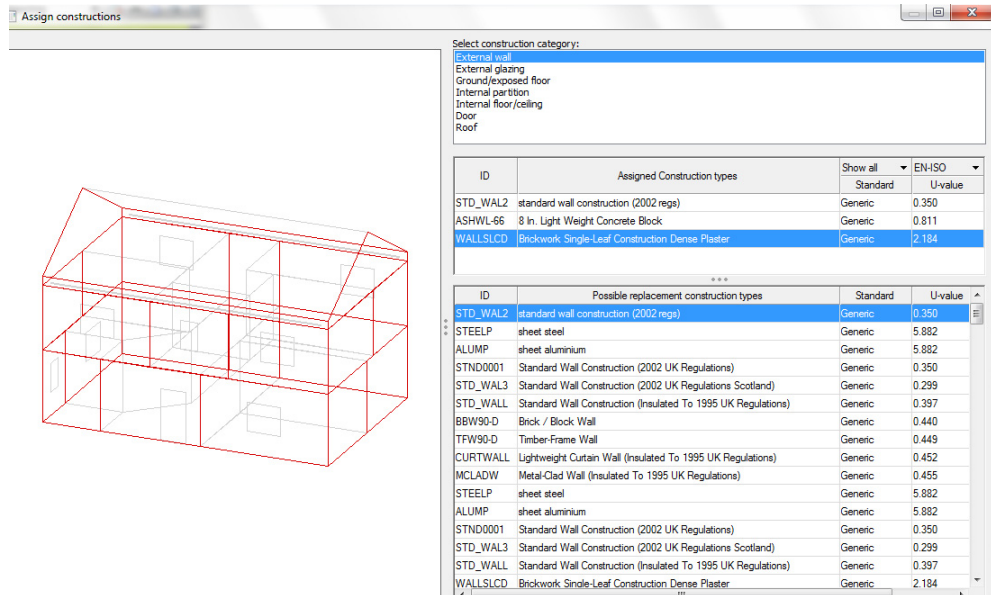 Assign constructions
Select construction category:
External wall
External glazing
Ground/exposed floor
Internal partition
Internal floor/ceiling
Door
Roof
ID Assigned Construction types Show all EN-ISO
Standard U-value
STD_WAL2 standard wall construction (2002 regs) Generic 0.350
ASHWL-66 8 In. Light Weight Concrete Block Generic 0.811
WALLSLCD Brickwork Single-Leaf Construction Dense Plaster Generic 2.184
ID Possible replacement construction types Standard U-value
STD_WAL2 standard wall construction (2002 regs) Generic 0.350
STEELP sheet steel Generic 5.882
ALUMP sheet aluminium Generic 5.882
STND0001 Standard Wall Construction (2002 UK Regulations) Generic 0.350
STD_WAL3 Standard Wall Construction (2002 UK Regulations Scotland) Generic 0.299
STD_WALL Standard Wall Construction (Insulated To 1995 UK Regulations) Generic 0.397
BBW90-D Brick / Block Wall Generic 0.440
TFW90-D Timber-Frame Wall Generic 0.449
CURTWALL Lightweight Curtain Wall (Insulated To 1995 UK Regulations) Generic 0.452
MCLADW Metal-Clad Wall (Insulated To 1995 UK Regulations) Generic 0.455
STEELP sheet steel Generic 5.882
ALUMP sheet aluminium Generic 5.882
STND0001 Standard Wall Construction (2002 UK Regulations) Generic 0.350
STD_WAL3 Standard Wall Construction (2002 UK Regulations Scotland) Generic 0.299
STD_WALL Standard Wall Construction (Insulated To 1995 UK Regulations) Generic 0.397
WALLSLCD Brickwork Single-Leaf Construction Dense Plaster Generic 2.184